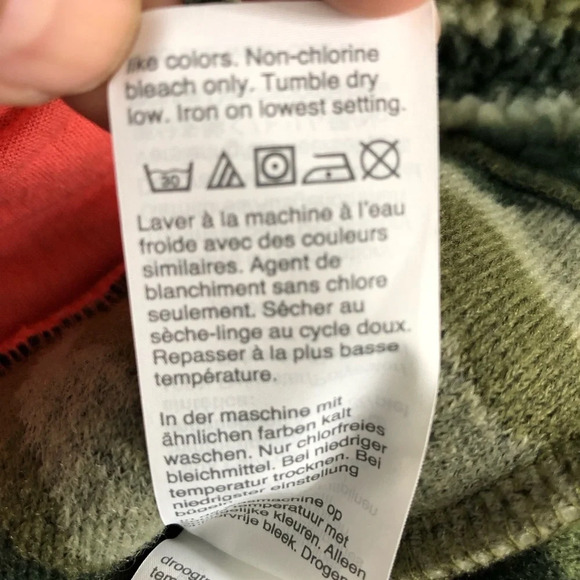 like colors. Non-chlorine
bleach only. Tumble dry
low. Iron on lowest setting.
30
Laver à la machine à l'eau
froide avec des couleurs
similaires. Agent de
blanchiment sans chlore
seulement. Sécher au
sèche-linge au cycle doux.
Repasser à la plus basse
température.
In der maschine mit
ähnlichen farben kalt
waschen. Nur chlorfreies
bleichmittel. Bei niedriger
temperatur trocknen. Bei
niedrigster einstellung
kleuren. Alleen
bleek. Drogen